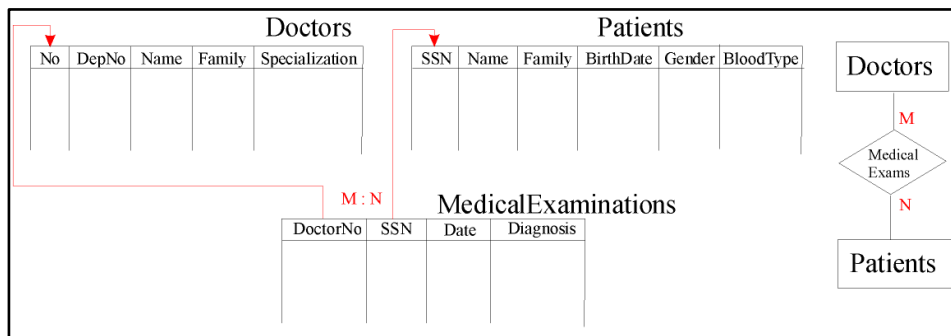 Doctors
No DepNo Name Family Specialization
Patients
SSN Name Family BirthDate Gender BloodType
M : N
MedicalExaminations
DoctorNo SSN Date Diagnosis
Doctors
M
Medical
Exams
N
Patients